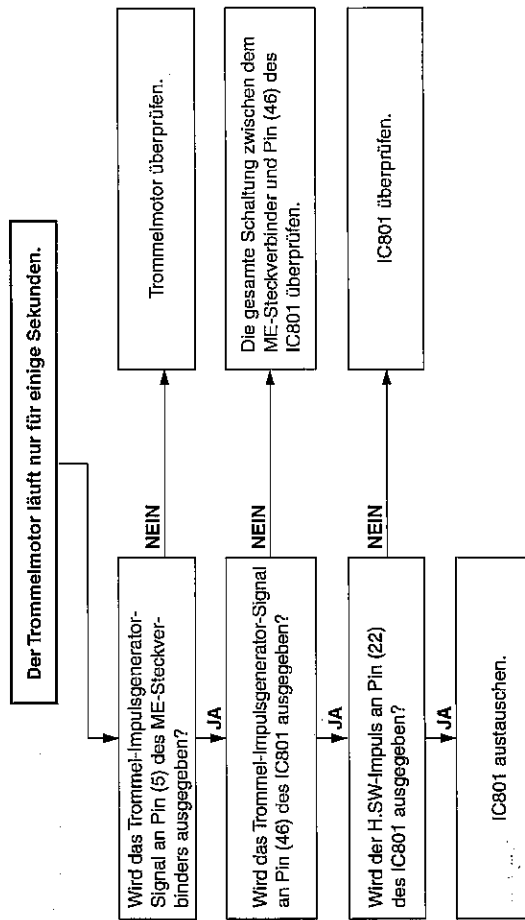 Der Trommelmotor läuft nur für einige Sekunden.
Wird das Trommel-Impulsgenerator-
Signal an Pin (5) des ME-Steckver-
binders ausgegeben?
NEIN
Trommelmotor überprüfen.
JA
Wird das Trommel-Impulsgenerator-Signal
an Pin (46) des IC801 ausgegeben?
NEIN
Die gesamte Schaltung zwischen dem
ME-Steckverbinder und Pin (46) des
IC801 überprüfen.
JA
Wird der H.SW-Impuls an Pin (22)
des IC801 ausgegeben?
NEIN
IC801 überprüfen.
JA
IC801 austauschen.